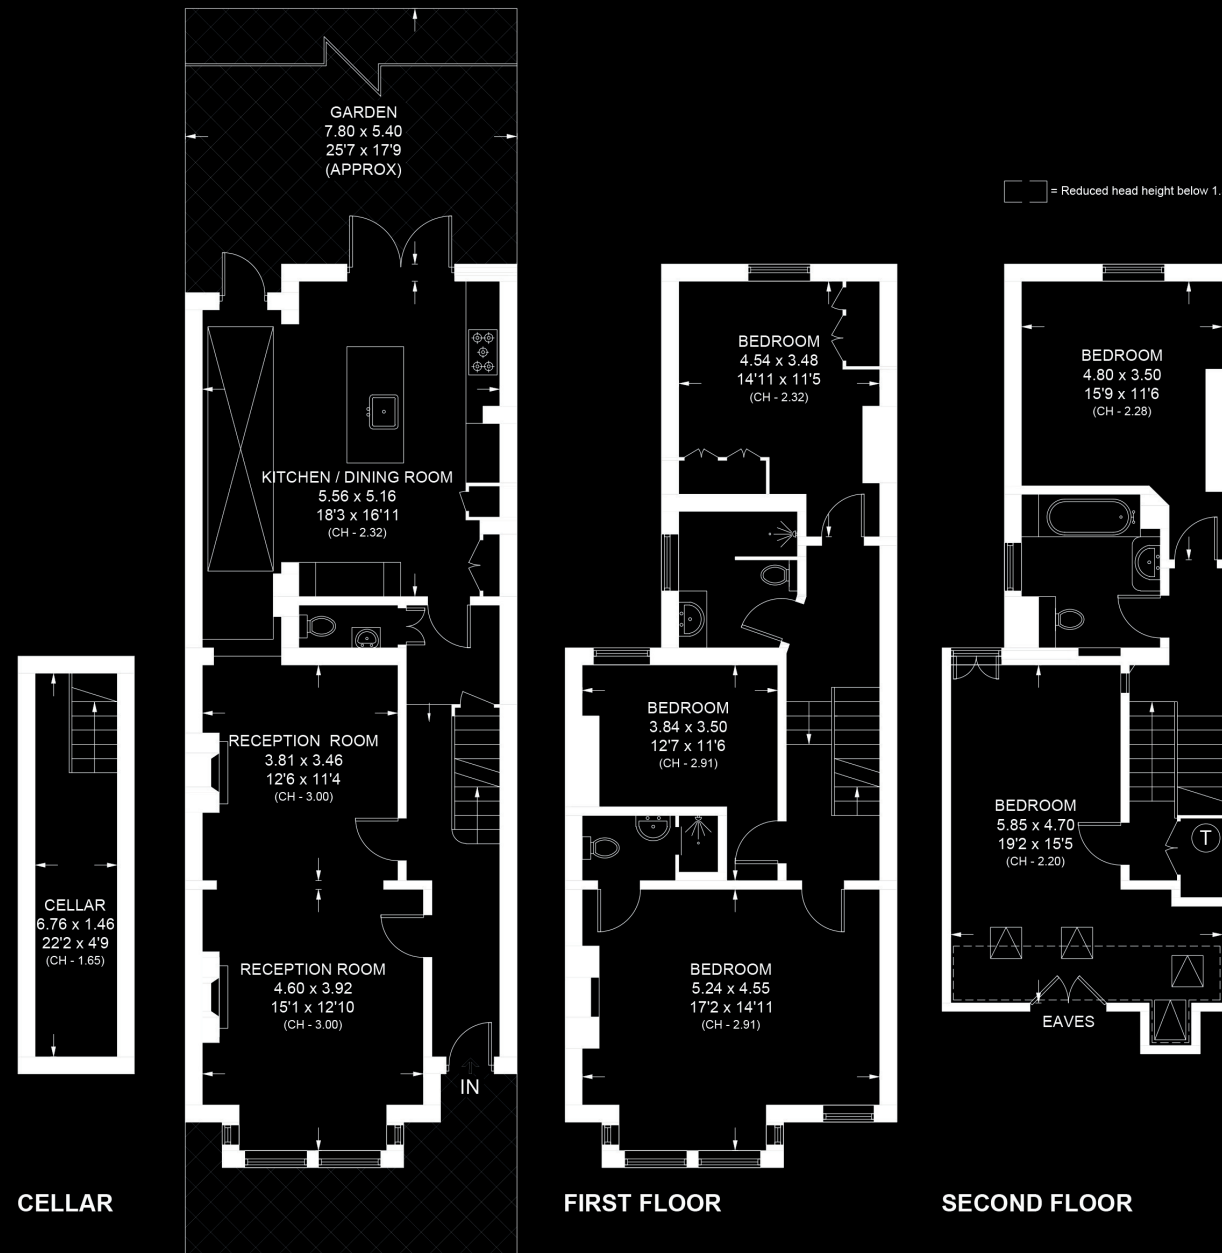 GARDEN
7.80 x 5.40
25'7 x 17'9
(APPROX)
= Reduced head height below 1.
KITCHEN / DINING ROOM
5.56 x 5.16
18'3 x 16'11
(CH - 2.32)
RECEPTION ROOM
3.81 x 3.46
12'6 x 11'4
(CH - 3.00)
RECEPTION ROOM
4.60 x 3.92
15'1 x 12'10
(CH - 3.00)
IN
CELLAR
6.76 x 1.46
22'2 x 4'9
(CH - 1.65)
CELLAR
BEDROOM
4.54 x 3.48
14'11 x 11'5
(CH - 2.32)
BEDROOM
3.84 x 3.50
12'7 x 11'6
(CH - 2.91)
BEDROOM
5.24 x 4.55
17'2 x 14'11
(CH - 2.91)
FIRST FLOOR
BEDROOM
4.80 x 3.50
15'9 x 11'6
(CH - 2.28)
BEDROOM
5.85 x 4.70
19'2 x 15'5
(CH - 2.20)
T
EAVES
SECOND FLOOR